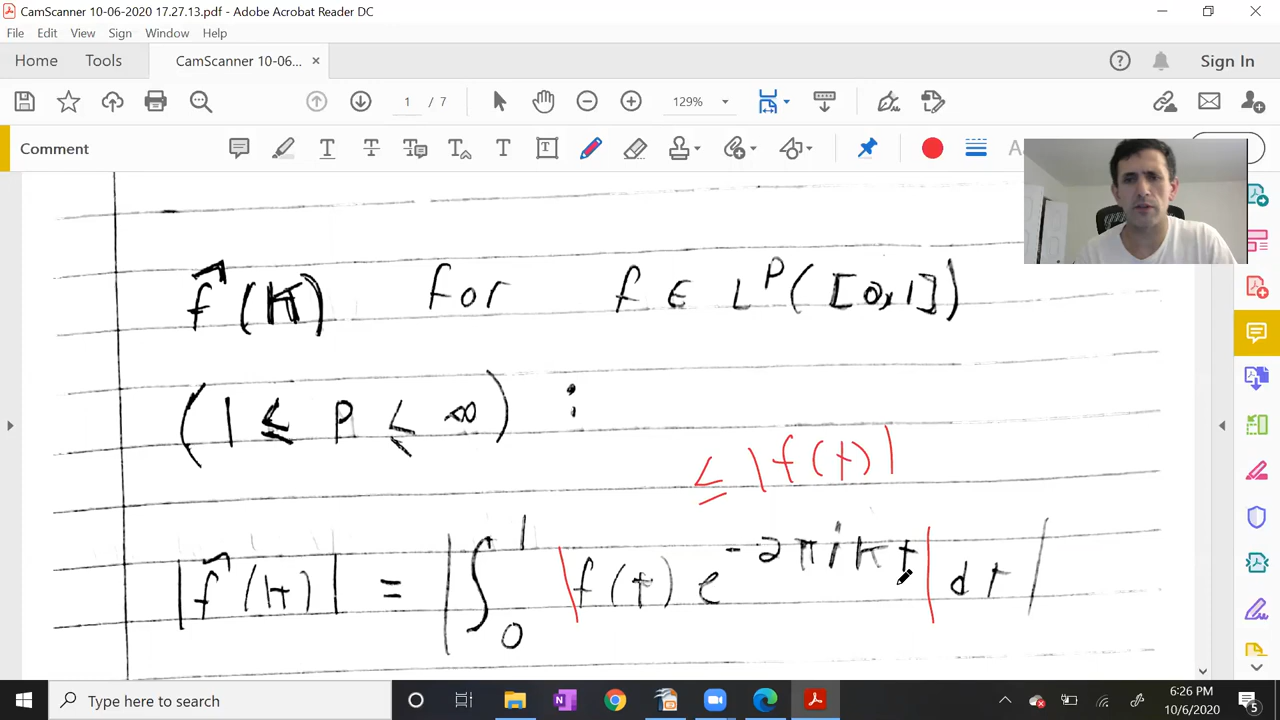 CamScanner 10-06-2020 17.27.13.pdf - Adobe Acrobat Reader DC
File Edit View Sign Window Help
Home Tools CamScanner 10-06... × Sign In
1 / 7 129%
Comment
f̂(k) for f ∈ L^p([0,1])
(1 ≤ p ≤ ∞) :
≤ |f(t)|
|f̂(k)| = | ∫_0^1 |f(t) e^{-2πikt}| dt |
Type here to search
6:26 PM
10/6/2020